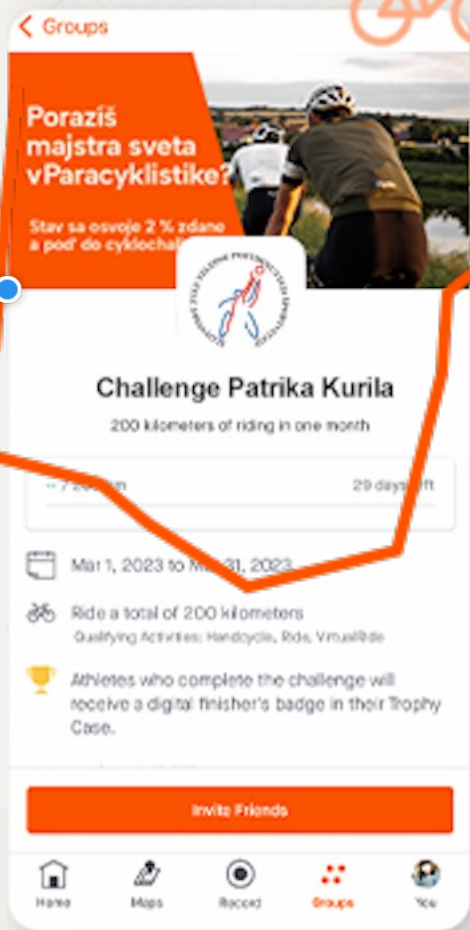 Groups
Porazíš
majstra sveta
vParacyklistike?
Stav sa osvoje 2 % zdane
a poď do
Challenge Patrika Kurila
200 kilometers of riding in one month
29 days
Mar 1, 2023 to 31, 2023
Ride a total of 200 kilometers
Qualifying Activities: Handcycle, Ride, VirtualRide
Athletes who complete the challenge will
receive a digital finisher's badge in their Trophy
Case.
Invite Friends
Home
Maps
Record
Groups
You